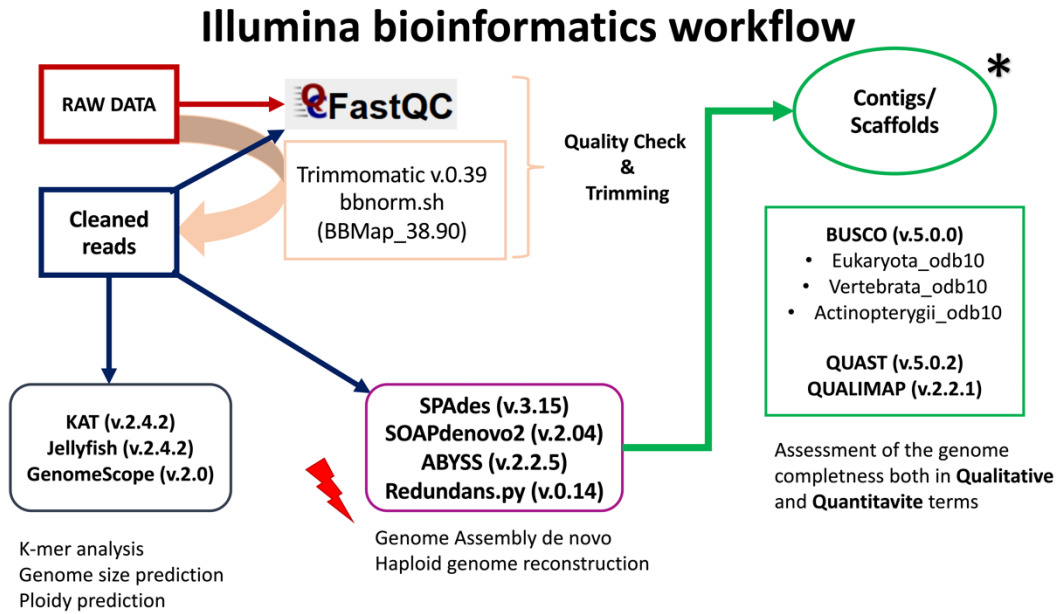 Illumina bioinformatics workflow
RAW DATA
FastQC
Trimmomatic v.0.39
bbnorm.sh
(BBMap_38.90)
Quality Check
&
Trimming
Contigs/
Scaffolds
*
Cleaned
reads
BUSCO (v.5.0.0)
• Eukaryota_odb10
• Vertebrata_odb10
• Actinopterygii_odb10
QUAST (v.5.0.2)
QUALIMAP (v.2.2.1)
KAT (v.2.4.2)
Jellyfish (v.2.4.2)
GenomeScope (v.2.0)
SPAdes (v.3.15)
SOAPdenovo2 (v.2.04)
ABYSS (v.2.2.5)
Redundans.py (v.0.14)
Assessment of the genome
completness both in Qualitative
and Quantitavite terms
K-mer analysis
Genome size prediction
Ploidy prediction
Genome Assembly de novo
Haploid genome reconstruction